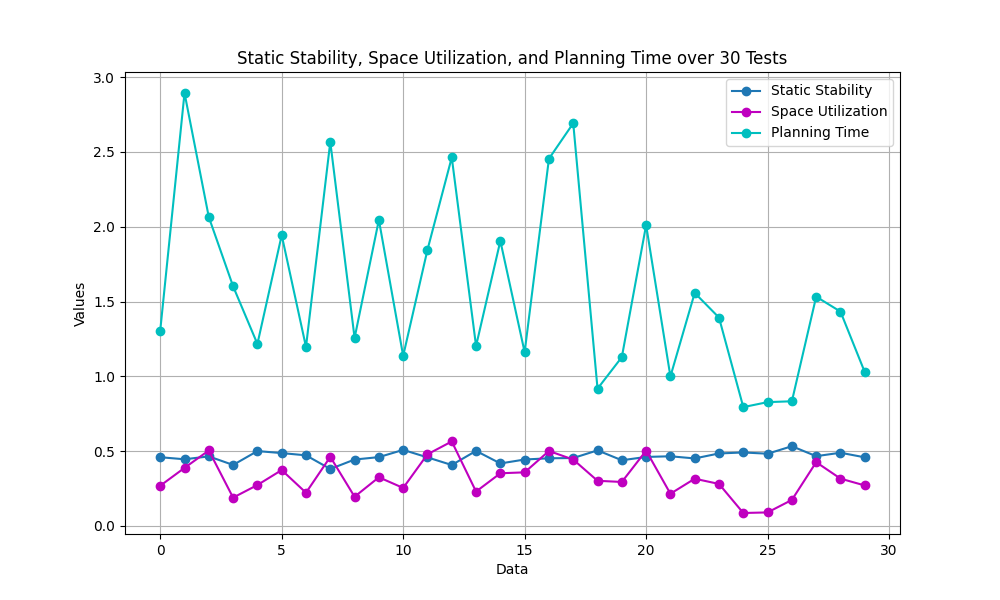 Static Stability, Space Utilization, and Planning Time over 30 Tests
Static Stability
Space Utilization
Planning Time
Values
3.0
2.5
2.0
1.5
1.0
0.5
0.0
0 5 10 15 20 25 30
Data